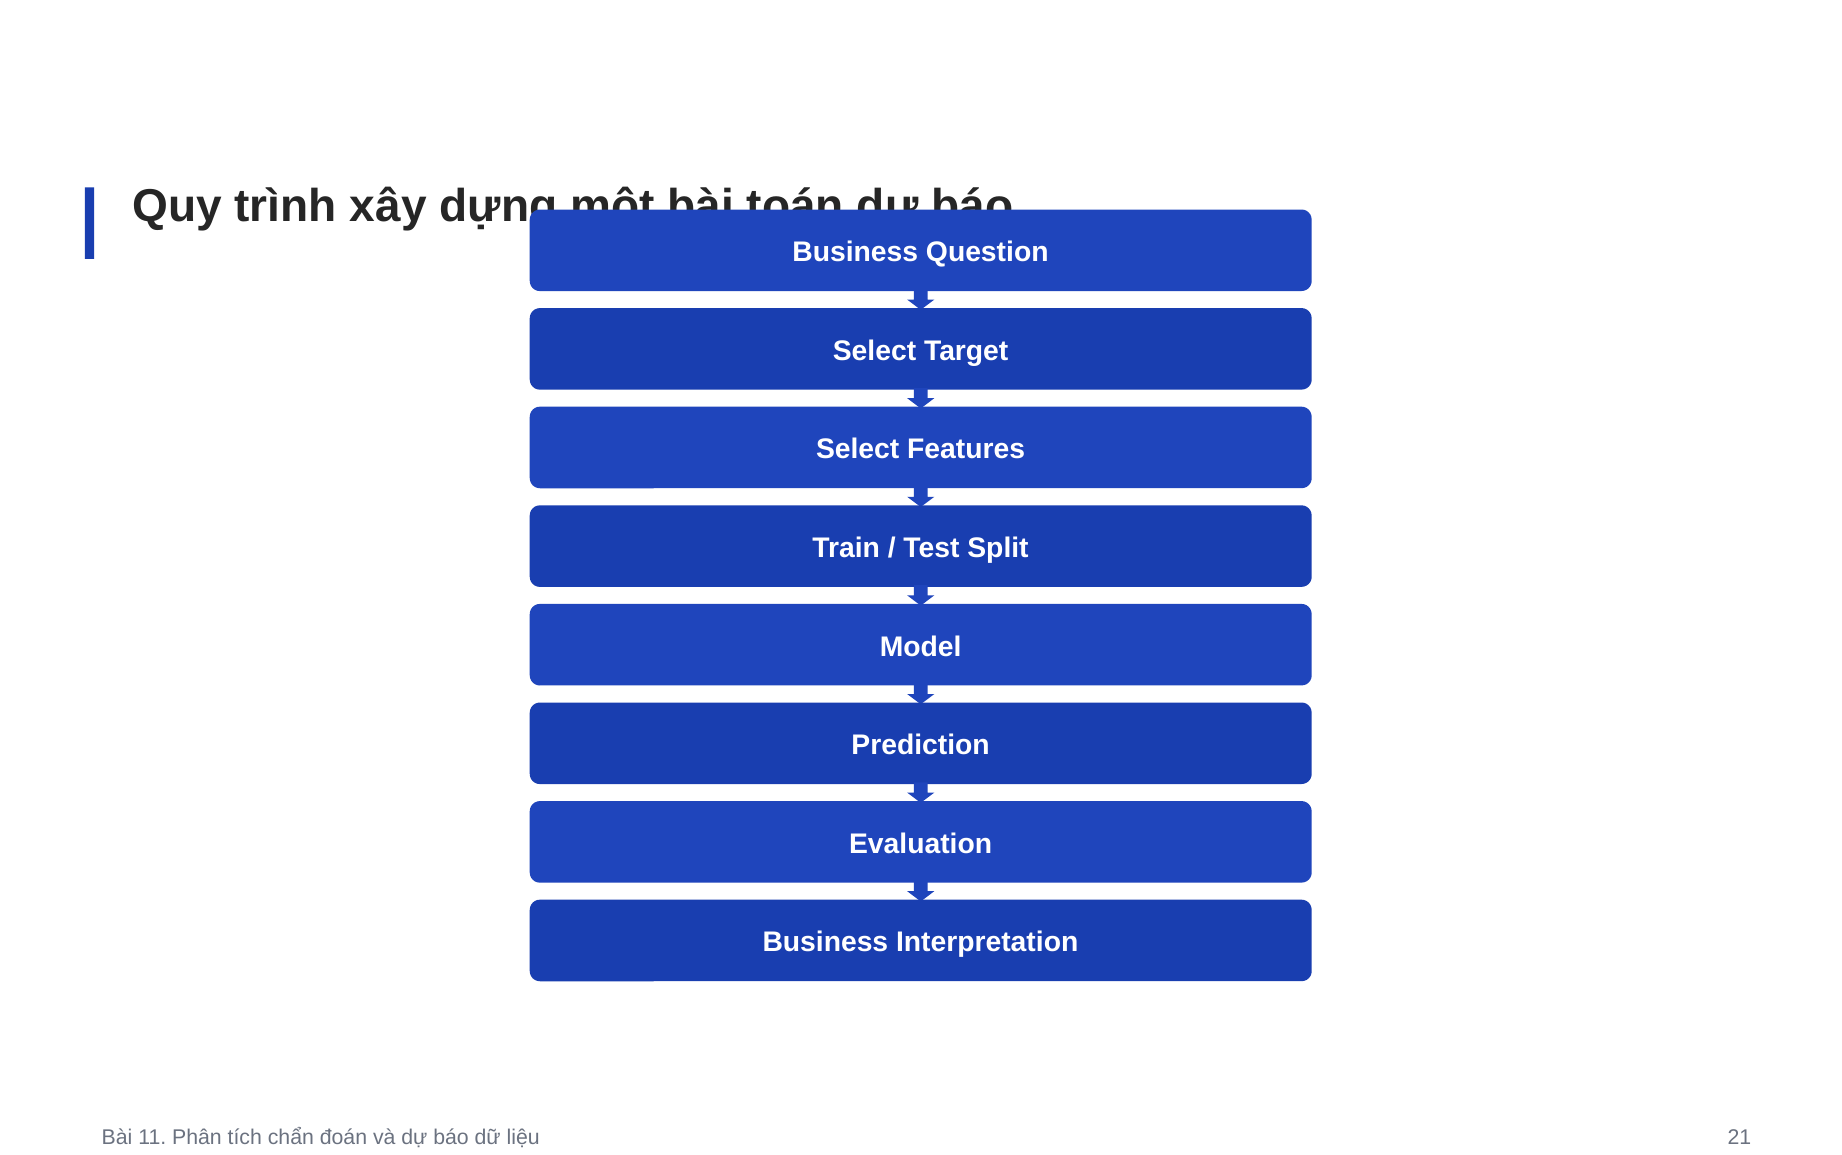 Quy trình xây dựng một bài toán dự báo
Business Question
Select Target
Select Features
Train / Test Split
Model
Prediction
Evaluation
Business Interpretation
Bài 11. Phân tích chẩn đoán và dự báo dữ liệu
21